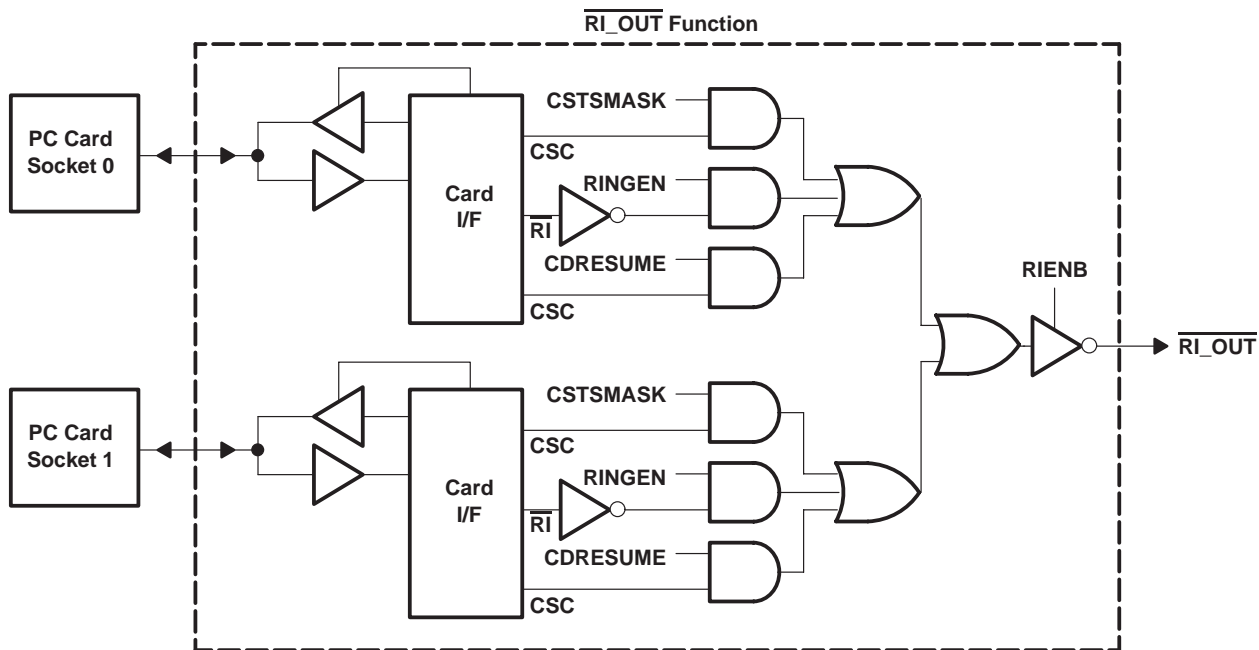 RI_OUT Function
PC Card
Socket 0
Card
I/F
CSTSMASK
CSC
RINGEN
RI
CDRESUME
CSC
RIENB
RI_OUT
PC Card
Socket 1
Card
I/F
CSTSMASK
CSC
RINGEN
RI
CDRESUME
CSC